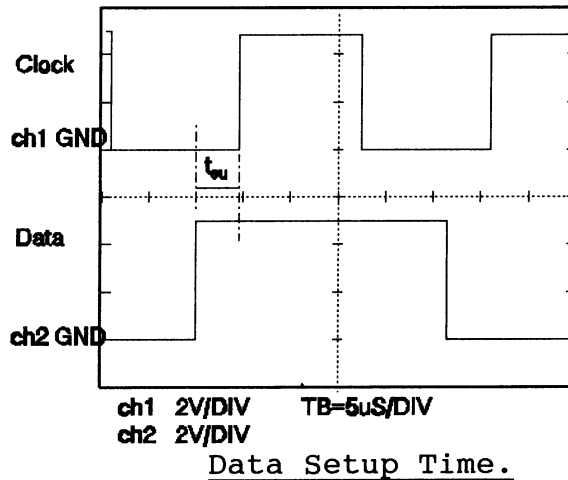 Clock
ch1 GND
tsu
Data
ch2 GND
ch1 2V/DIV TB=5uS/DIV
ch2 2V/DIV
Data Setup Time.